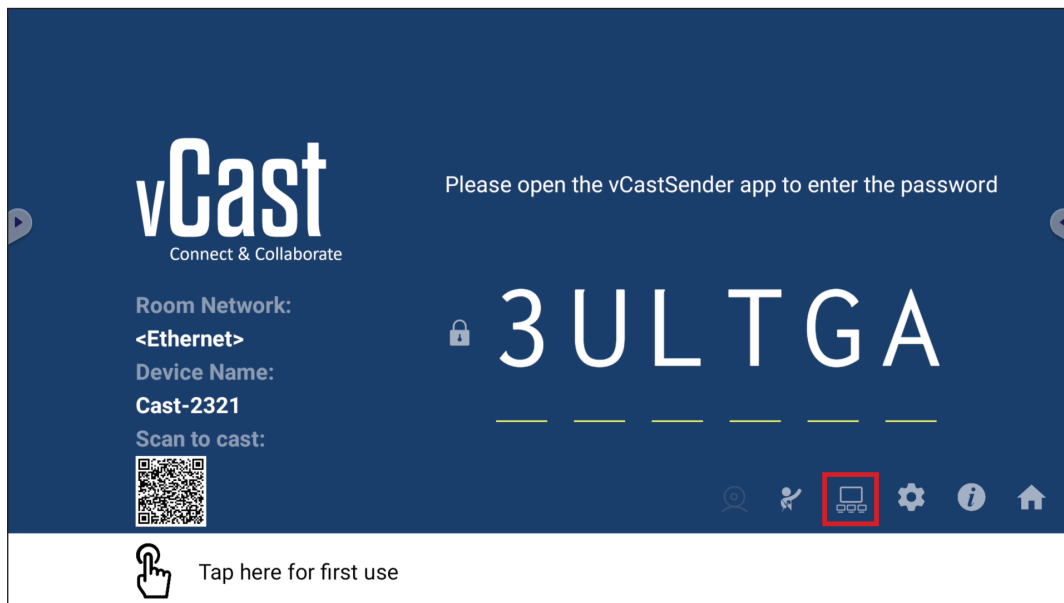 vCast
Connect & Collaborate
Please open the vCastSender app to enter the password
Room Network:
<Ethernet>
Device Name:
Cast-2321
Scan to cast:
3ULTGA
Tap here for first use